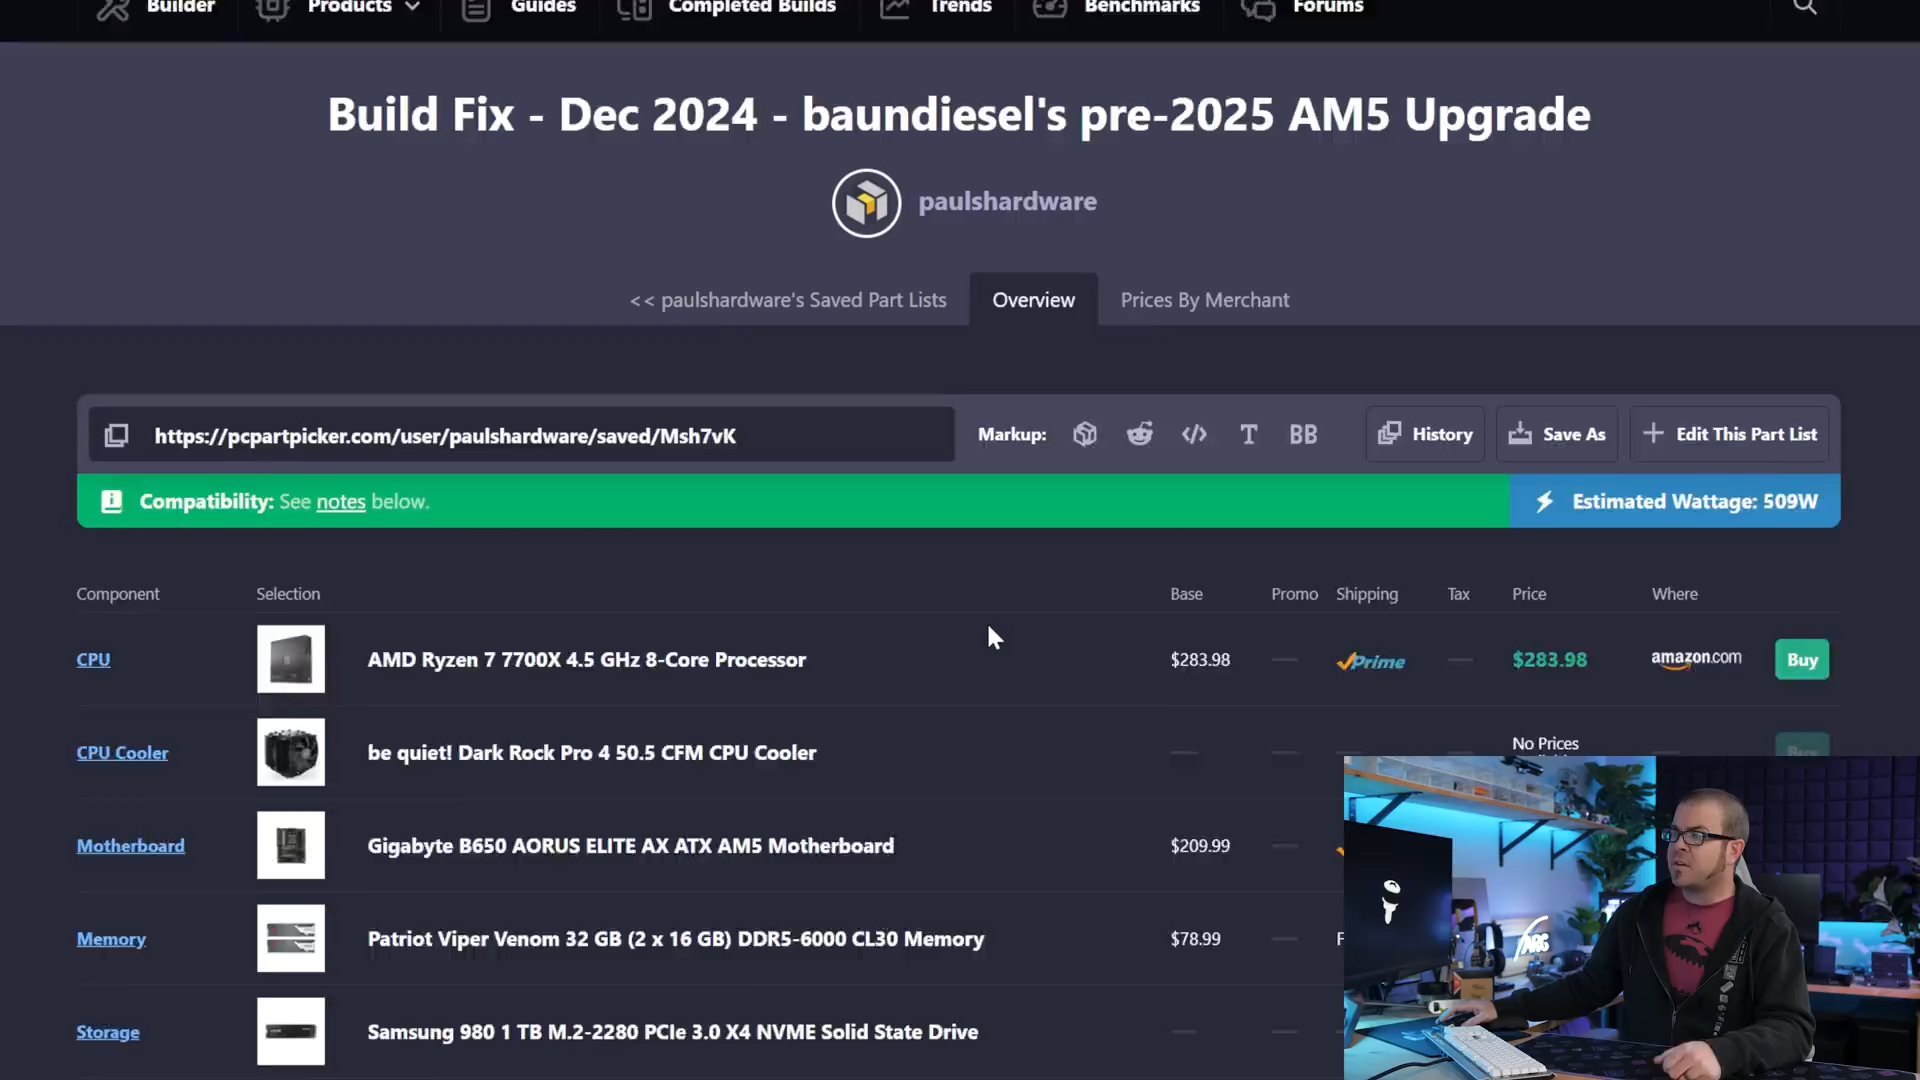 Builder Products Guides Completed Builds Trends Benchmarks Forums
Build Fix - Dec 2024 - baundiesel's pre-2025 AM5 Upgrade
paulshardware
<< paulshardware's Saved Part Lists Overview Prices By Merchant
https://pcpartpicker.com/user/paulshardware/saved/Msh7vK Markup: BB History Save As Edit This Part List
Compatibility: See notes below. Estimated Wattage: 509W
Component Selection Base Promo Shipping Tax Price Where
CPU AMD Ryzen 7 7700X 4.5 GHz 8-Core Processor $283.98 Prime $283.98 amazon.com Buy
CPU Cooler be quiet! Dark Rock Pro 4 50.5 CFM CPU Cooler No Prices
Motherboard Gigabyte B650 AORUS ELITE AX ATX AM5 Motherboard $209.99
Memory Patriot Viper Venom 32 GB (2 x 16 GB) DDR5-6000 CL30 Memory $78.99
Storage Samsung 980 1 TB M.2-2280 PCIe 3.0 X4 NVME Solid State Drive